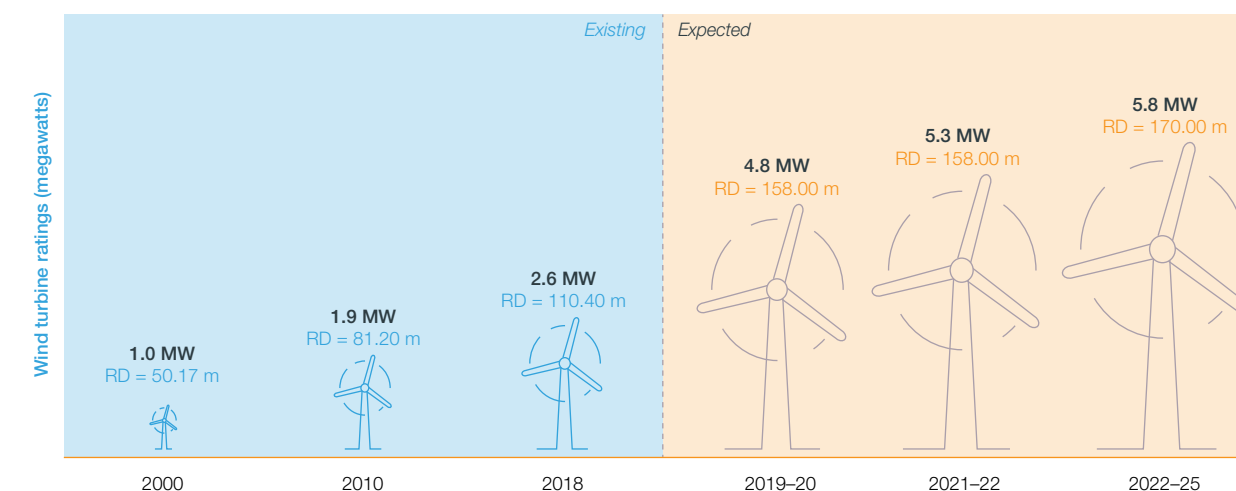 Existing
Expected
Wind turbine ratings (megawatts)
1.0 MW
RD = 50.17 m
1.9 MW
RD = 81.20 m
2.6 MW
RD = 110.40 m
4.8 MW
RD = 158.00 m
5.3 MW
RD = 158.00 m
5.8 MW
RD = 170.00 m
2000
2010
2018
2019–20
2021–22
2022–25